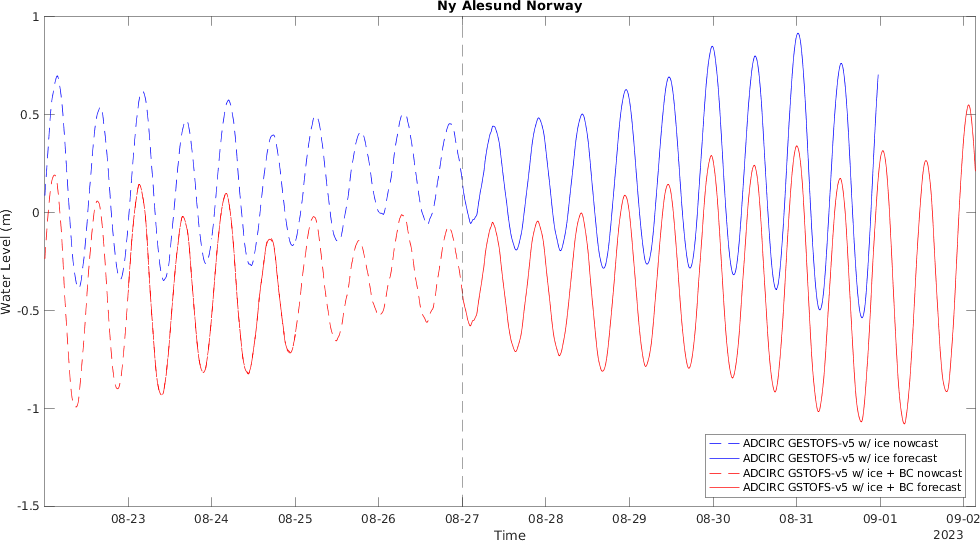 Ny Alesund Norway
1
0.5
0
-0.5
-1
-1.5
Water Level (m)
ADCIRC GESTOFS-v5 w/ ice nowcast
ADCIRC GESTOFS-v5 w/ ice forecast
ADCIRC GSTOFS-v5 w/ ice + BC nowcast
ADCIRC GSTOFS-v5 w/ ice + BC forecast
08-23 08-24 08-25 08-26 08-27 08-28 08-29 08-30 08-31 09-01 09-02
Time
2023